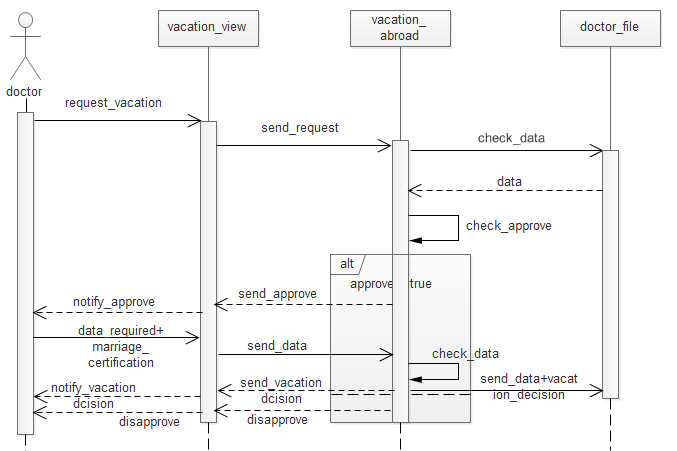 vacation_view
vacation_
abroad
doctor_file
doctor
request_vacation
send_request
check_data
data
check_approve
alt
approve true
send_approve
notify_approve
data_required+
marriage_
certification
send_data
check_data
send_vacation
dcision
notify_vacation
dcision
send_data+vacat
ion_decision
disapprove
disapprove